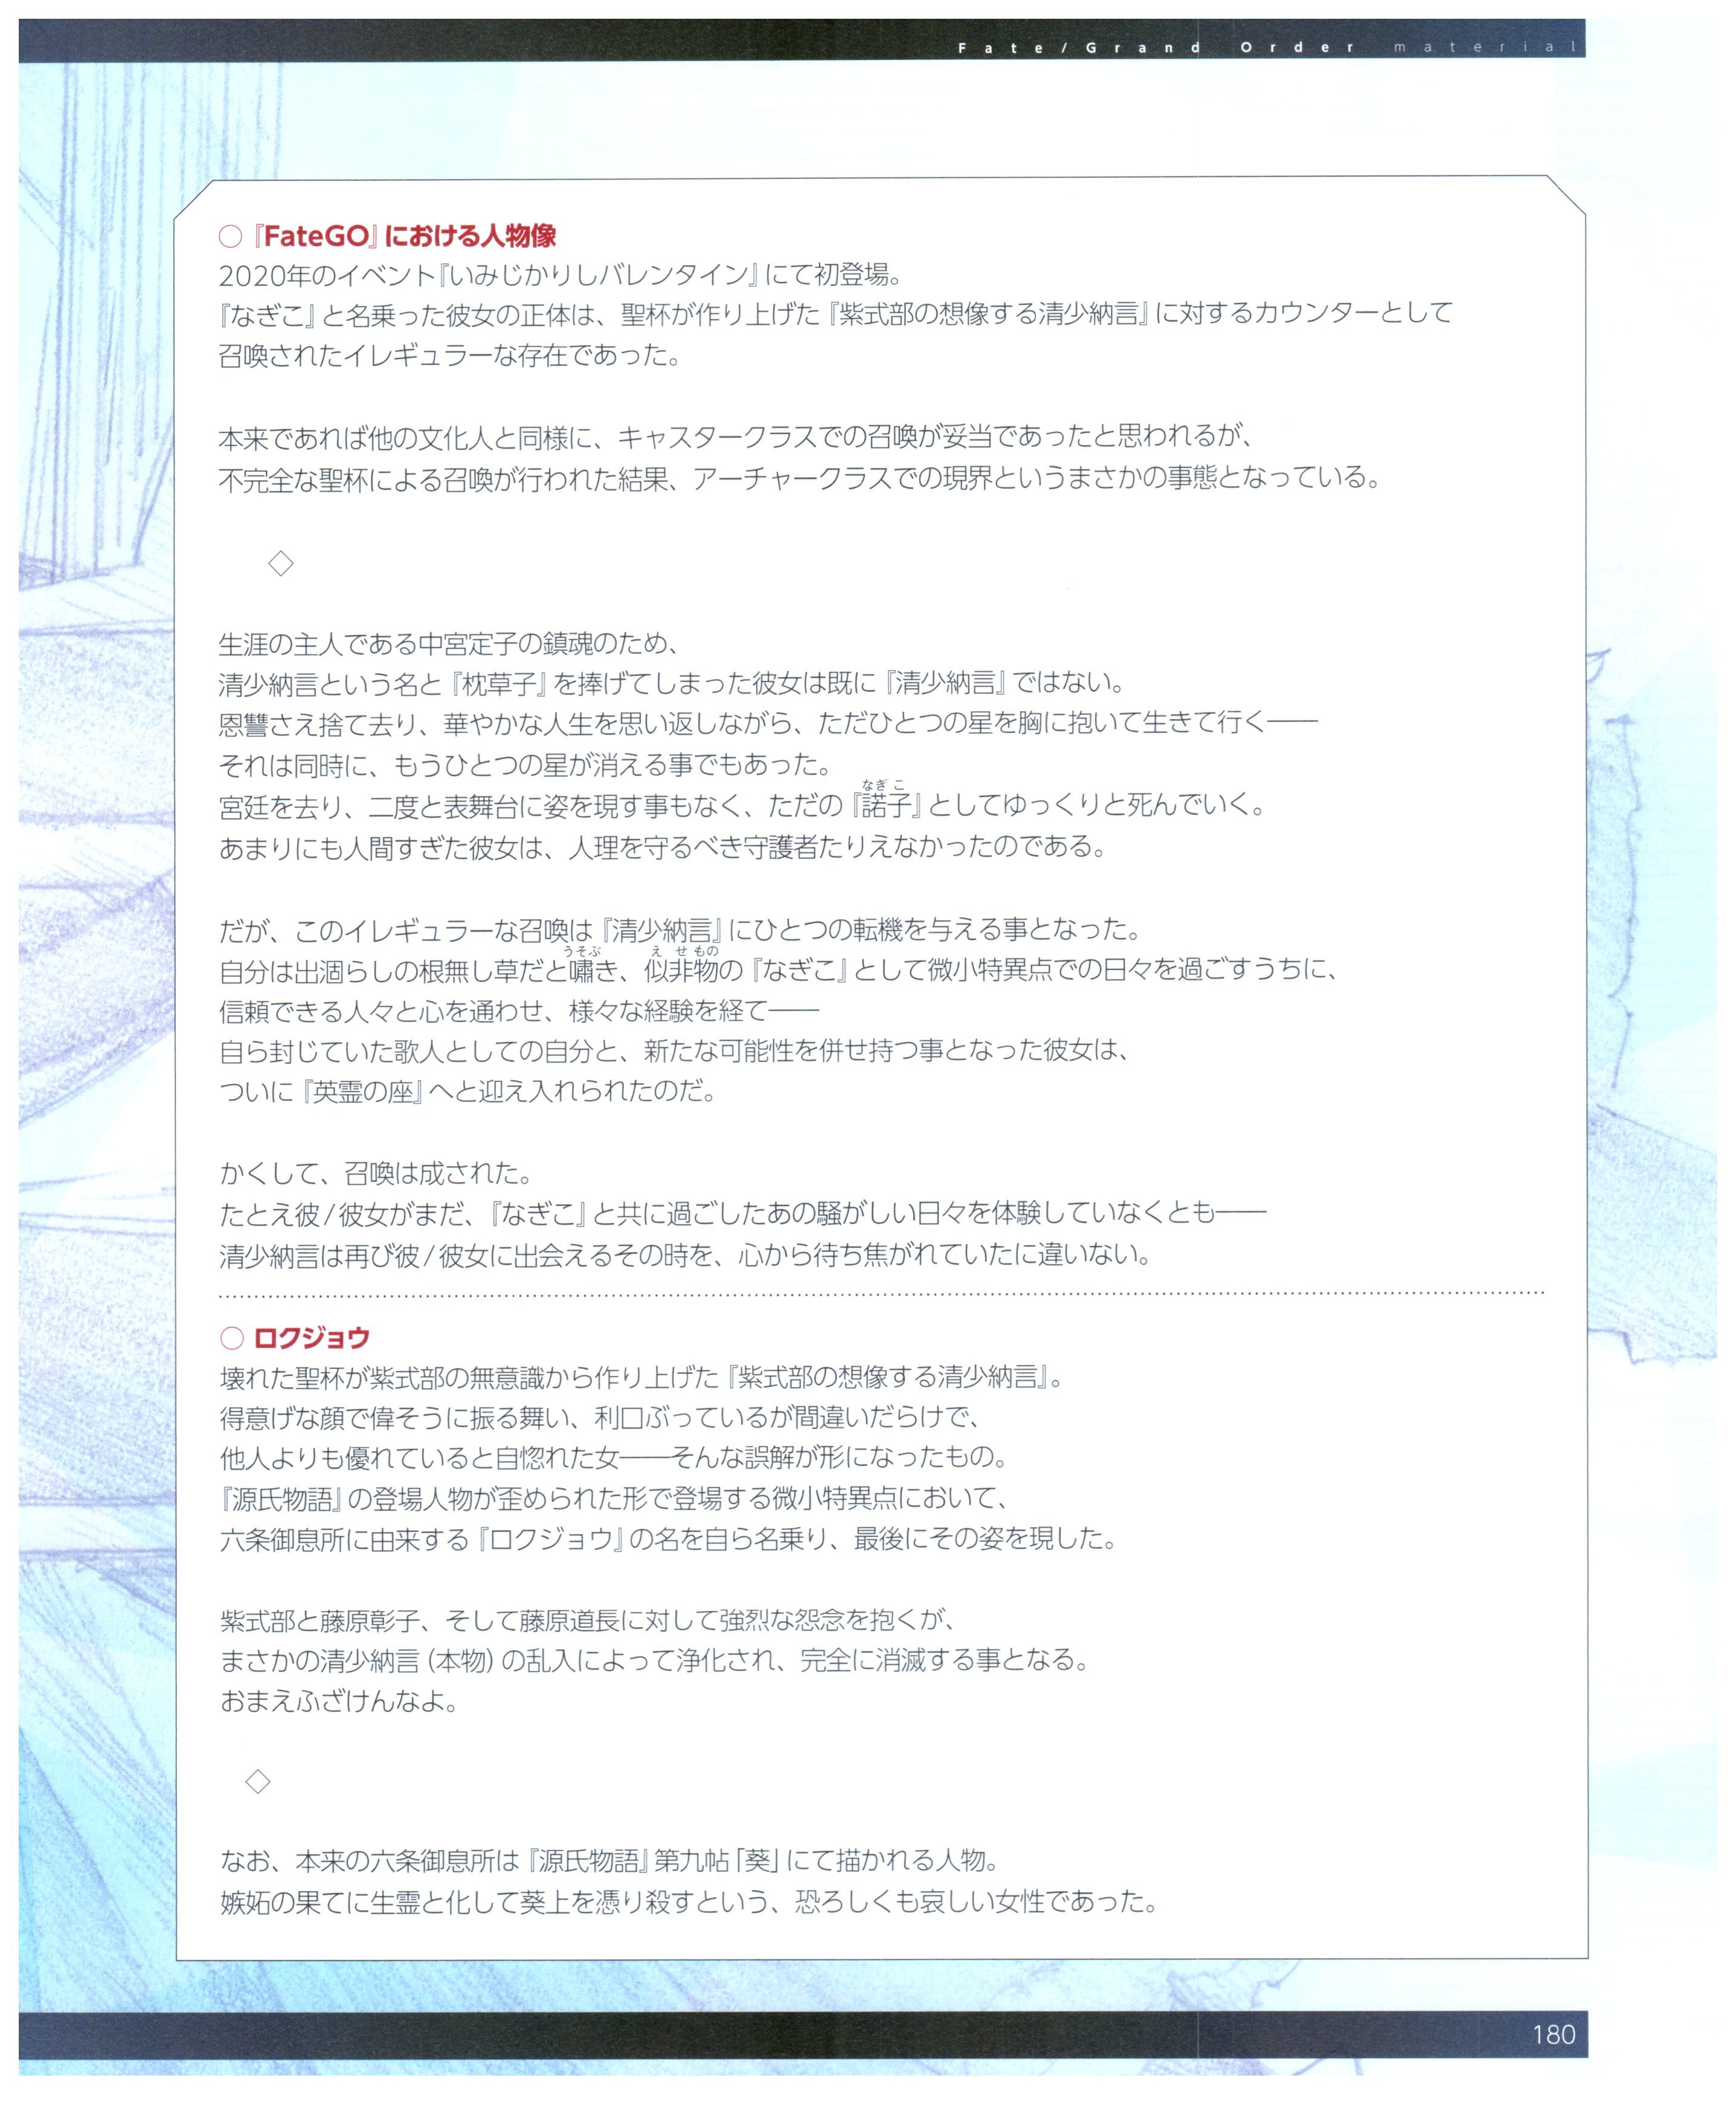 Fate/Grand Order material
○『FateGO』における人物像
2020年のイベント『いみじかりしバレンタイン』にて初登場。
『なぎこ』と名乗った彼女の正体は、聖杯が作り上げた『紫式部の想像する清少納言』に対するカウンターとして
召喚されたイレギュラーな存在であった。
本来であれば他の文化人と同様に、キャスタークラスでの召喚が妥当であったと思われるが、
不完全な聖杯による召喚が行われた結果、アーチャークラスでの現界というまさかの事態となっている。
◇
生涯の主人である中宮定子の鎮魂のため、
清少納言という名と『枕草子』を捧げてしまった彼女は既に『清少納言』ではない。
恩讐さえ捨て去り、華やかな人生を思い返しながら、ただひとつの星を胸に抱いて生きて行く――
それは同時に、もうひとつの星が消える事でもあった。
なぎこ
宮廷を去り、二度と表舞台に姿を現す事もなく、ただの『諾子』としてゆっくりと死んでいく。
あまりにも人間すぎた彼女は、人理を守るべき守護者たりえなかったのである。
だが、このイレギュラーな召喚は『清少納言』にひとつの転機を与える事となった。
うそぶ えせもの
自分は出涸らしの根無し草だと嘯き、似非物の『なぎこ』として微小特異点での日々を過ごすうちに、
信頼できる人々と心を通わせ、様々な経験を経て――
自ら封じていた歌人としての自分と、新たな可能性を併せ持つ事となった彼女は、
ついに『英霊の座』へと迎え入れられたのだ。
かくして、召喚は成された。
たとえ彼/彼女がまだ、『なぎこ』と共に過ごしたあの騒がしい日々を体験していなくとも――
清少納言は再び彼/彼女に出会えるその時を、心から待ち焦がれていたに違いない。
○ロクジョウ
壊れた聖杯が紫式部の無意識から作り上げた『紫式部の想像する清少納言』。
得意げな顔で偉そうに振る舞い、利口ぶっているが間違いだらけで、
他人よりも優れていると自惚れた女――そんな誤解が形になったもの。
『源氏物語』の登場人物が歪められた形で登場する微小特異点において、
六条御息所に由来する『ロクジョウ』の名を自ら名乗り、最後にその姿を現した。
紫式部と藤原彰子、そして藤原道長に対して強烈な怨念を抱くが、
まさかの清少納言(本物)の乱入によって浄化され、完全に消滅する事となる。
おまえふざけんなよ。
◇
なお、本来の六条御息所は『源氏物語』第九帖「葵」にて描かれる人物。
嫉妬の果てに生霊と化して葵上を憑り殺すという、恐ろしくも哀しい女性であった。
180